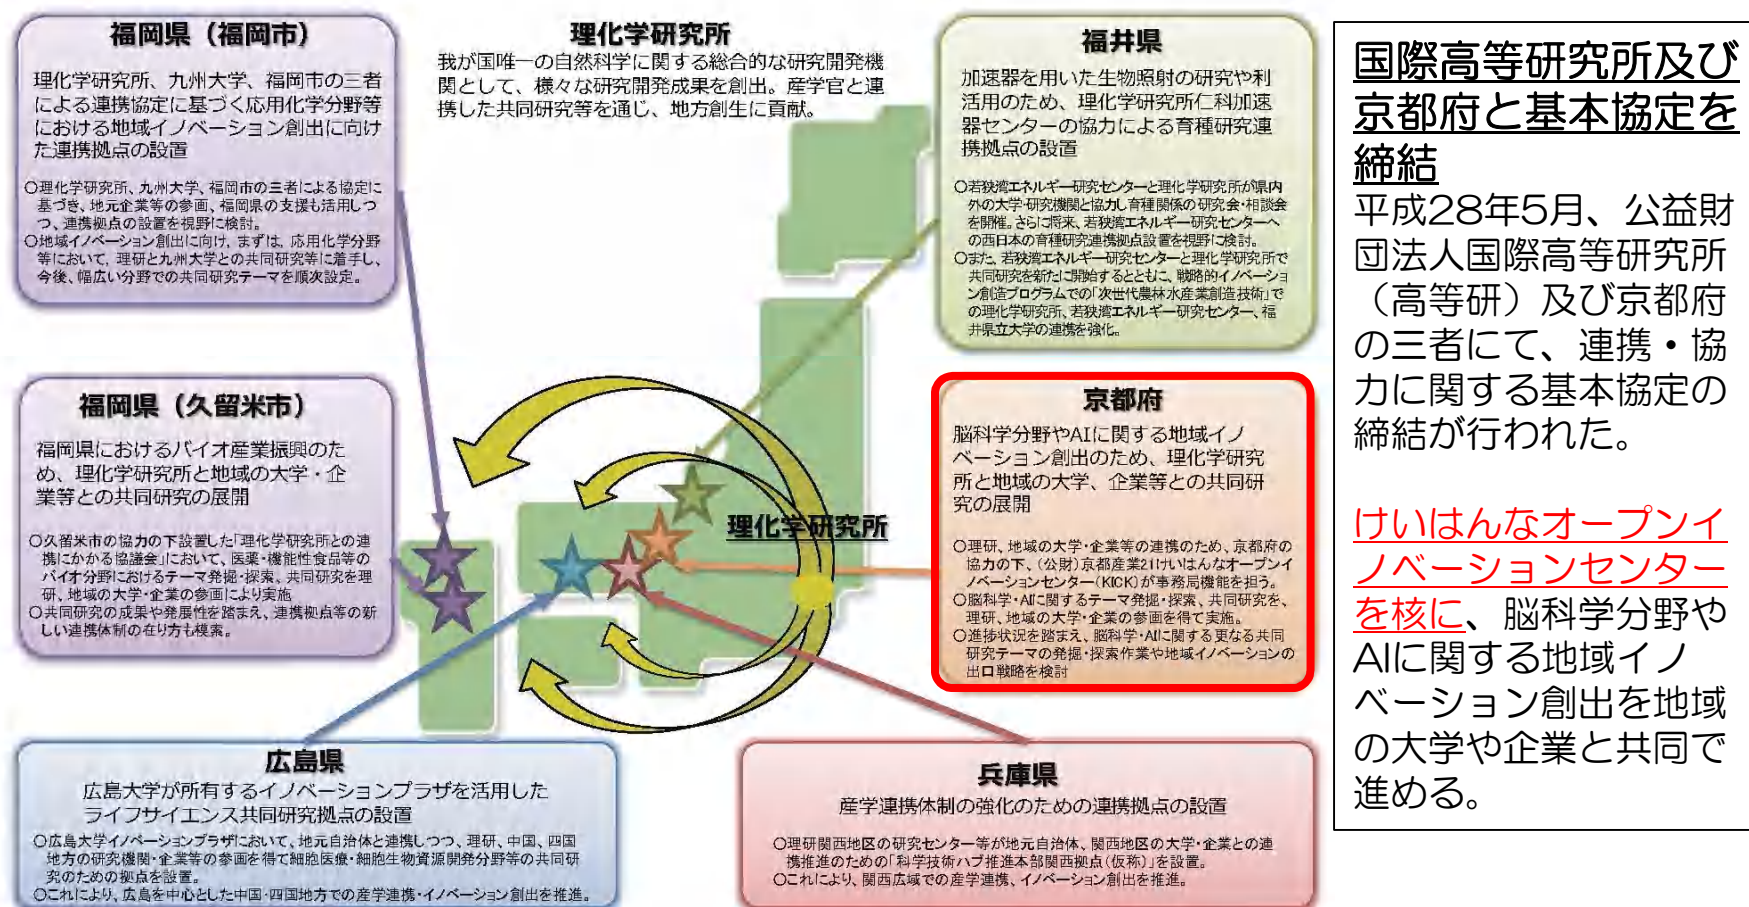 福岡県（福岡市）
理化学研究所、九州大学、福岡市の三者
による連携協定に基づく応用化学分野等
における地域イノベーション創出に向け
た連携拠点の設置
○理化学研究所、九州大学、福岡市の三者による協定に
基づき、地元企業等の参画、福岡県の支援も活用しつ
つ、連携拠点の設置を視野に検討。
○地域イノベーション創出に向け、まずは、応用化学分野
等において、理研と九州大学との共同研究等に着手し、
今後、幅広い分野での共同研究テーマを順次設定。
理化学研究所
我が国唯一の自然科学に関する総合的な研究開発機
関として、様々な研究開発成果を創出。産学官と連
携した共同研究等を通じ、地方創生に貢献。
福井県
加速器を用いた生物照射の研究や利
活用のため、理化学研究所仁科加速
器センターの協力による育種研究連
携拠点の設置
○若狭湾エネルギー研究センターと理化学研究所が県内
外の大学・研究機関と協力し育種関係の研究会・相談会
を開催。さらに将来、若狭湾エネルギー研究センターへ
の西日本の育種研究連携拠点設置を視野に検討。
○また、若狭湾エネルギー研究センターと理化学研究所で
共同研究を新たに開始するとともに、戦略的イノベーショ
ン創造プログラムでの「次世代農林水産業創造技術」で
の理化学研究所、若狭湾エネルギー研究センター、福
井県立大学の連携を強化。
福岡県（久留米市）
福岡県におけるバイオ産業振興のた
め、理化学研究所と地域の大学・企
業等との共同研究の展開
○久留米市の協力の下設置した「理化学研究所との連
携にかかる協議会」において、医薬・機能性食品等の
バイオ分野におけるテーマ発掘・探索、共同研究を理
研、地域の大学・企業の参画により実施
○共同研究の成果や発展性を踏まえ、連携拠点等の新
しい連携体制の在り方も模索。
理化学研究所
京都府
脳科学分野やAIに関する地域イノ
ベーション創出のため、理化学研究
所と地域の大学、企業等との共同研
究の展開
○理研、地域の大学・企業等の連携のため、京都府の
協力の下、(公財)京都産業21けいはんなオープンイ
ノベーションセンター(KICK)が事務局機能を担う。
○脳科学・AIに関するテーマ発掘・探索、共同研究を、
理研、地域の大学・企業の参画を得て実施。
○進捗状況を踏まえ、脳科学・AIに関する更なる共同
研究テーマの発掘・探索作業や地域イノベーションの
出口戦略を検討
広島県
広島大学が所有するイノベーションプラザを活用した
ライフサイエンス共同研究拠点の設置
○広島大学イノベーションプラザにおいて、地元自治体と連携しつつ、理研、中国、四国
地方の研究機関・企業等の参画を得て細胞医療・細胞生物資源開発分野等の共同研
究のための拠点を設置。
○これにより、広島を中心とした中国・四国地方での産学連携・イノベーション創出を推進。
兵庫県
産学連携体制の強化のための連携拠点の設置
○理研関西地区の研究センター等が地元自治体、関西地区の大学・企業との連
携推進のための「科学技術ハブ推進本部関西拠点（仮称）」を設置。
○これにより、関西広域での産学連携、イノベーション創出を推進。
国際高等研究所及び
京都府と基本協定を
締結
平成28年5月、公益財
団法人国際高等研究所
（高等研）及び京都府
の三者にて、連携・協
力に関する基本協定の
締結が行われた。
けいはんなオープンイ
ノベーションセンター
を核に、脳科学分野や
AIに関する地域イノ
ベーション創出を地域
の大学や企業と共同で
進める。